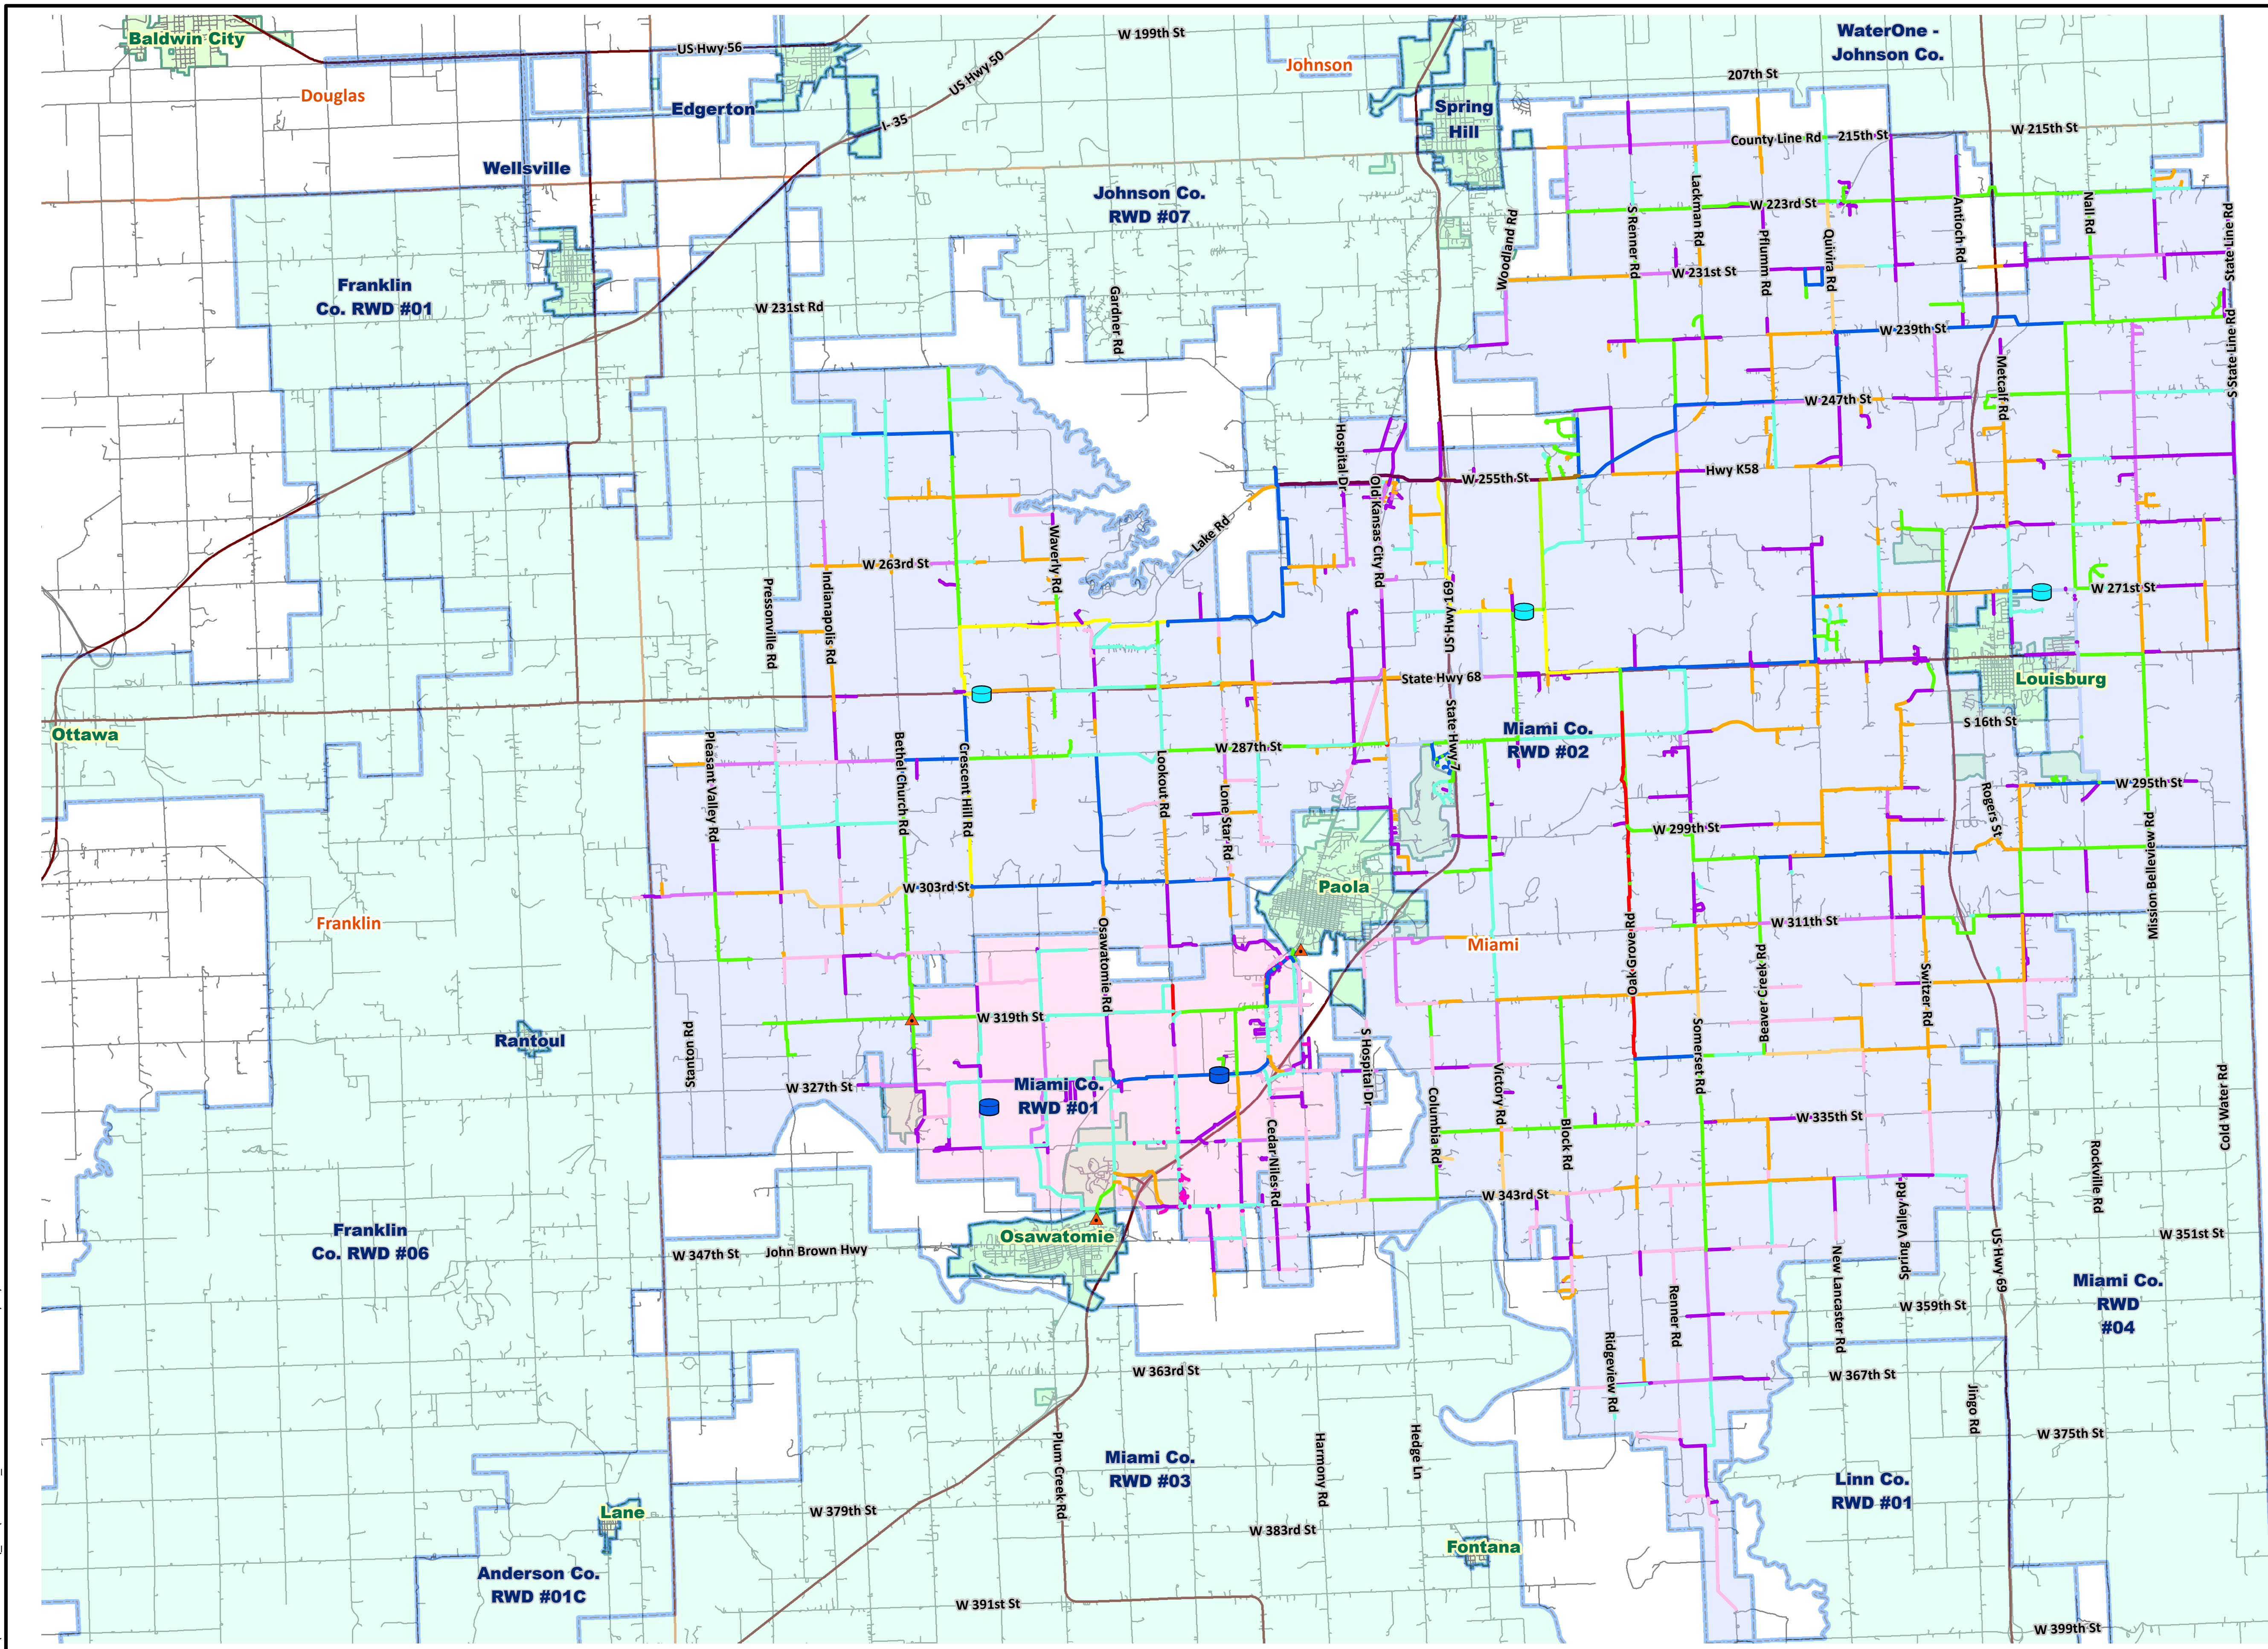 Baldwin City
US Hwy 56
W 199th St
WaterOne -
Johnson Co.
Douglas
Edgerton
US Hwy 50
Johnson
207th St
I-35
Spring
Hill
County Line Rd
215th St
W 215th St
Wellsville
Johnson Co.
RWD #07
Woodland Rd
S Renner Rd
Lackman Rd
W 223rd St
Pflumm Rd
Quivira Rd
Antioch Rd
Nall Rd
State Line Rd
Franklin
Co. RWD #01
W 231st Rd
Gardner Rd
W 231st St
W 239th St
Metcalf Rd
S State Line Rd
W 247th St
Hospital Dr
Old Kansas City Rd
W 255th St
Hwy K58
Lake Rd
Waverly Rd
W 263rd St
Pressonville Rd
Indianapolis Rd
US Hwy 169
W 271st St
State Hwy 68
Louisburg
Ottawa
S 16th St
Pleasant Valley Rd
Bethel Church Rd
Crescent Hill Rd
Lookout Rd
W 287th St
Lone Star Rd
State Hwy 7
Miami Co.
RWD #02
W 295th St
Rogers St
W 299th St
Mission Belleview Rd
W 303rd St
Paola
Franklin
Osawatomie Rd
Miami
Oak Grove Rd
W 311th St
Beaver Creek Rd
Switzer Rd
W 319th St
Rantoul
Stanton Rd
S Hospital Dr
Somerset Rd
W 327th St
Miami Co.
RWD #01
Cedar Niles Rd
Columbia Rd
Victory Rd
Block Rd
W 335th St
Rockville Rd
Cold Water Rd
W 343rd St
Spring Valley Rd
Franklin
Co. RWD #06
Osawatomie
W 347th St
John Brown Hwy
New Lancaster Rd
US Hwy 69
W 351st St
Miami Co.
RWD
#04
Renner Rd
W 359th St
Ridgeview Rd
W 363rd St
W 367th St
Jingo Rd
Plum Creek Rd
Miami Co.
RWD #03
Harmony Rd
Hedge Ln
W 375th St
Linn Co.
RWD #01
Lane
W 379th St
W 383rd St
Fontana
Anderson Co.
RWD #01C
W 391st St
W 399th St